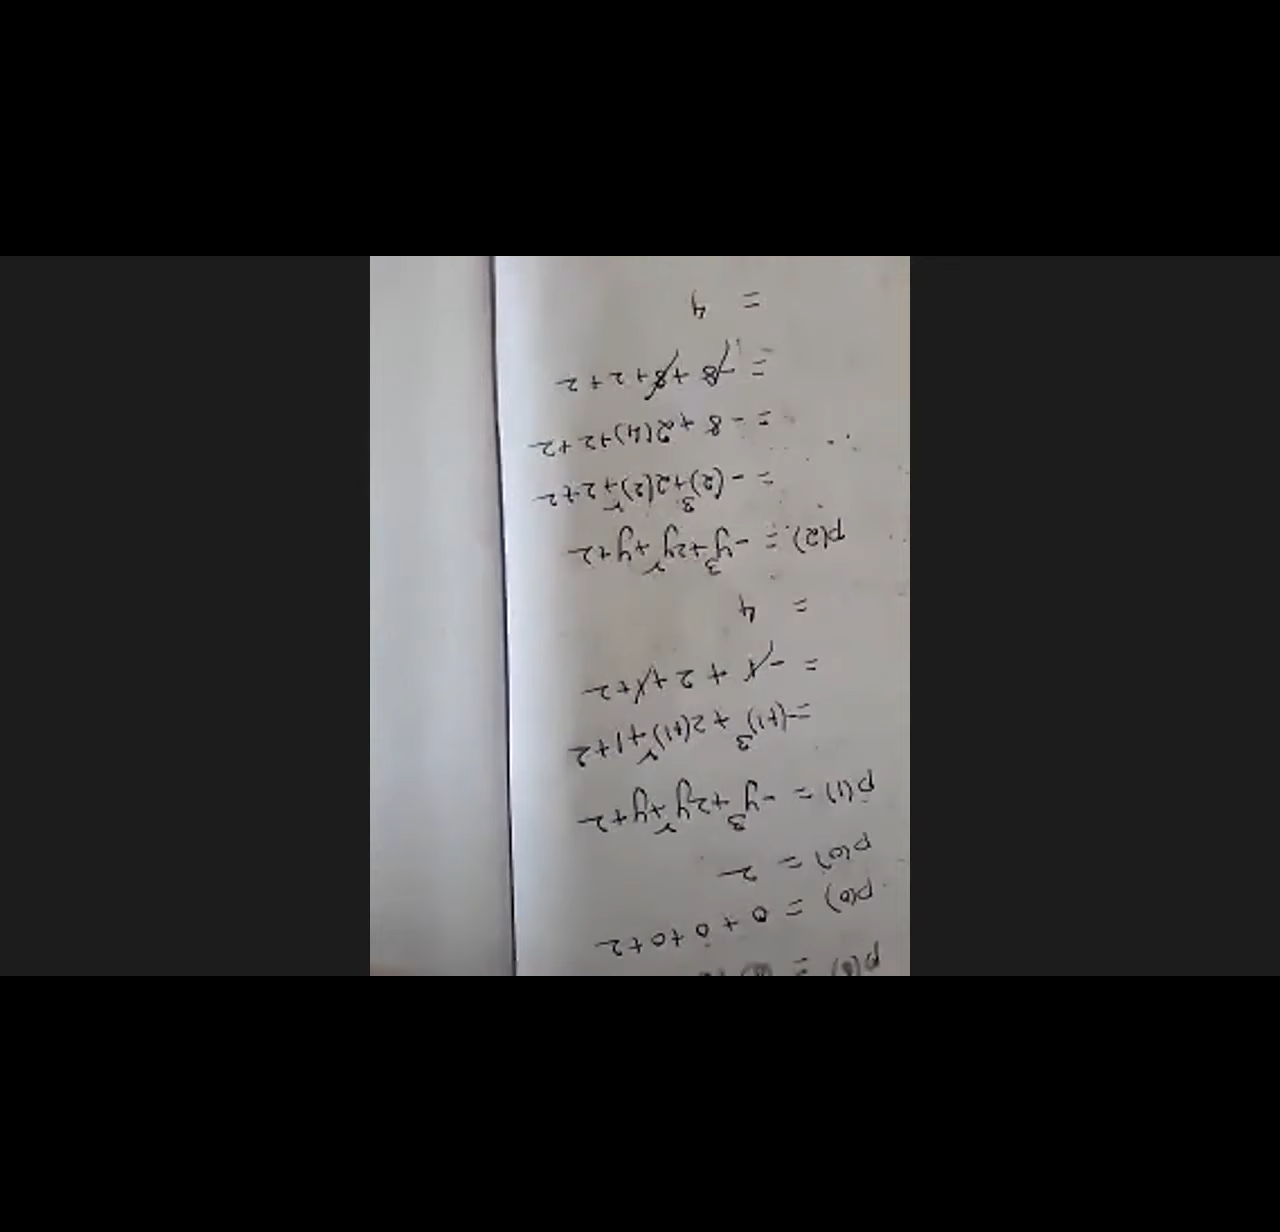 p(0) =
p(0) = 0 + 0 + 0 + 2
p(0) = 2
p(1) = -y³+2y²+y+2
= -(+1)³ + 2(+1)²+1+2
= -1 + 2 + 1 + 2
= 4
p(2) = -y³+2y²+y+2
= -(2)³+2(2)²+2+2
= -8 + 2(4)+2+2
= -8 + 8 + 2 + 2
= 4